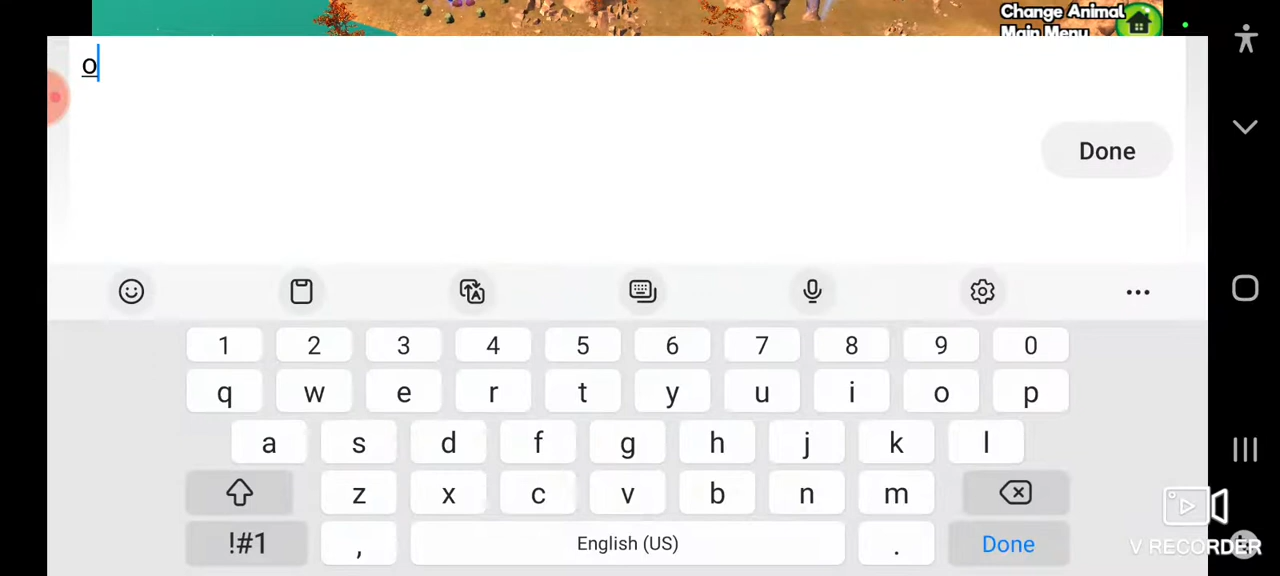 Change Animal
Main Menu
o
Done
1 2 3 4 5 6 7 8 9 0
q w e r t y u i o p
a s d f g h j k l
z x c v b n m
!#1 , English (US) . Done
V RECORDER